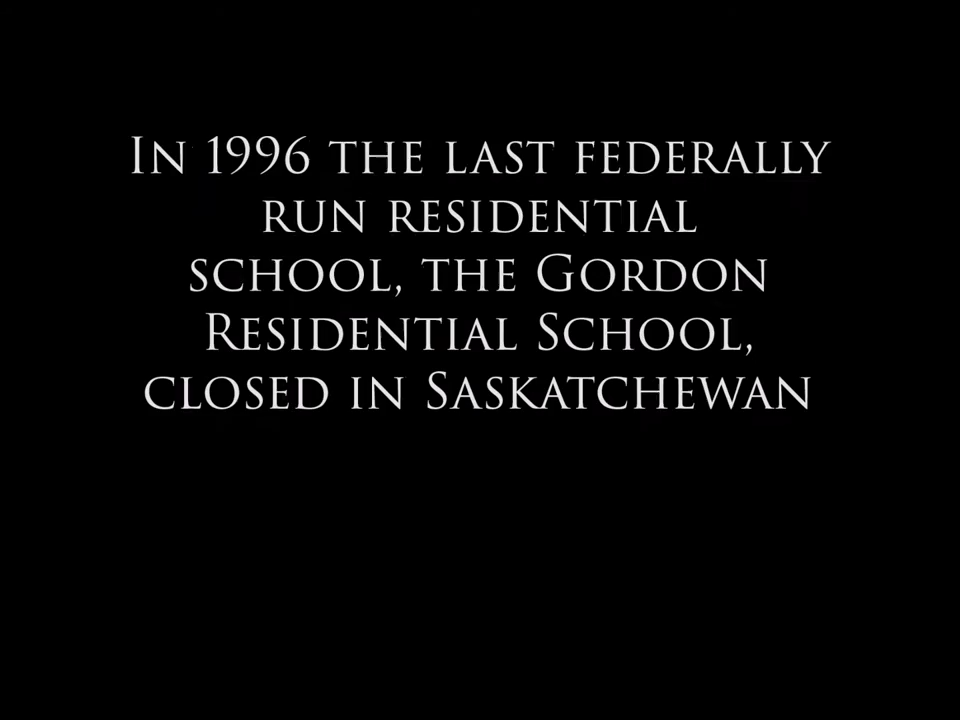 In 1996 the last federally
run residential
school, the Gordon
Residential School,
closed in Saskatchewan